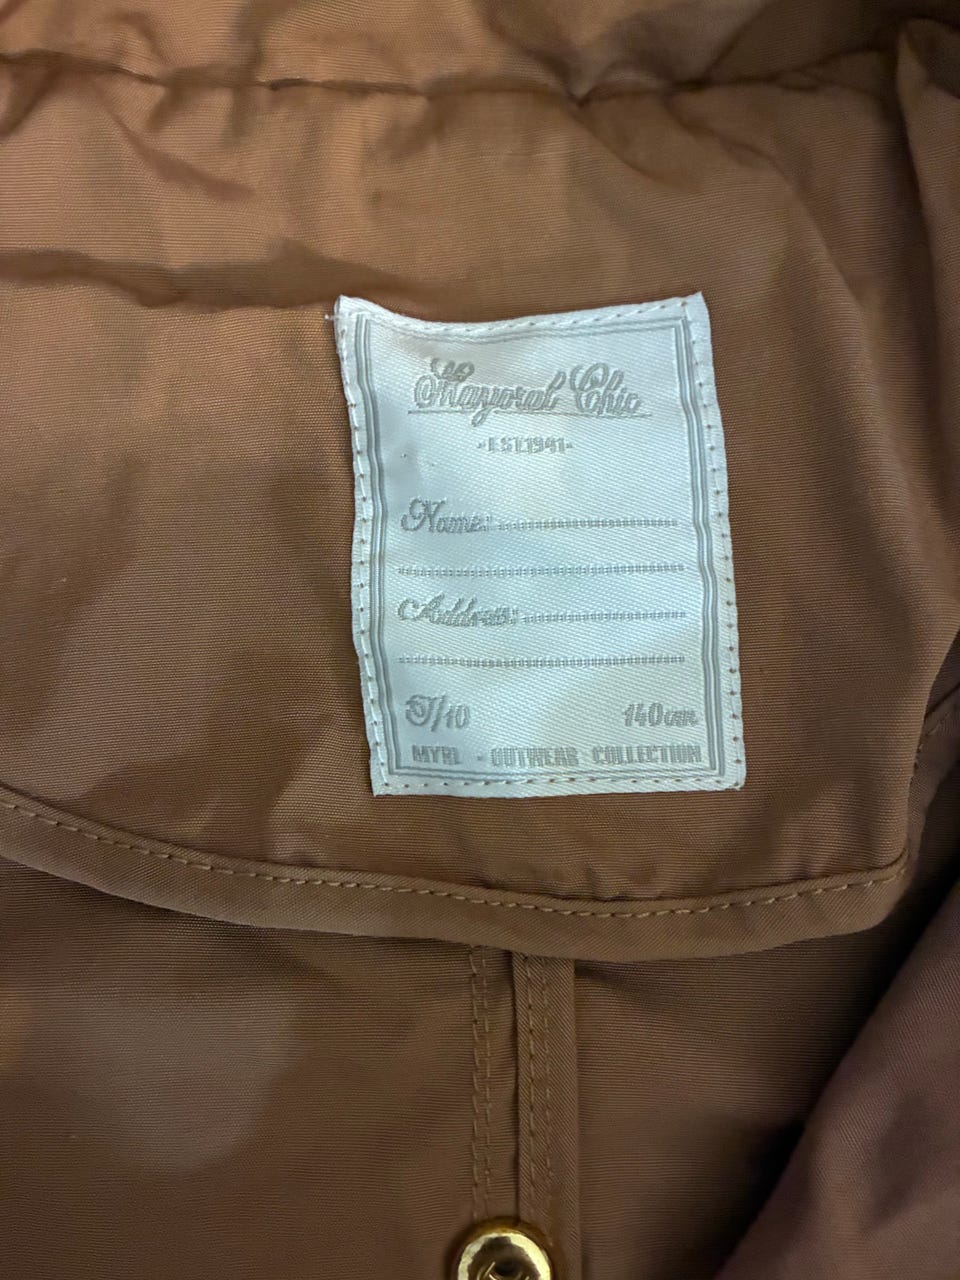 Mayoral Chic
-EST.1941-
Name:
Address:
T/10 140cm
MYRL - OUTWEAR COLLECTION